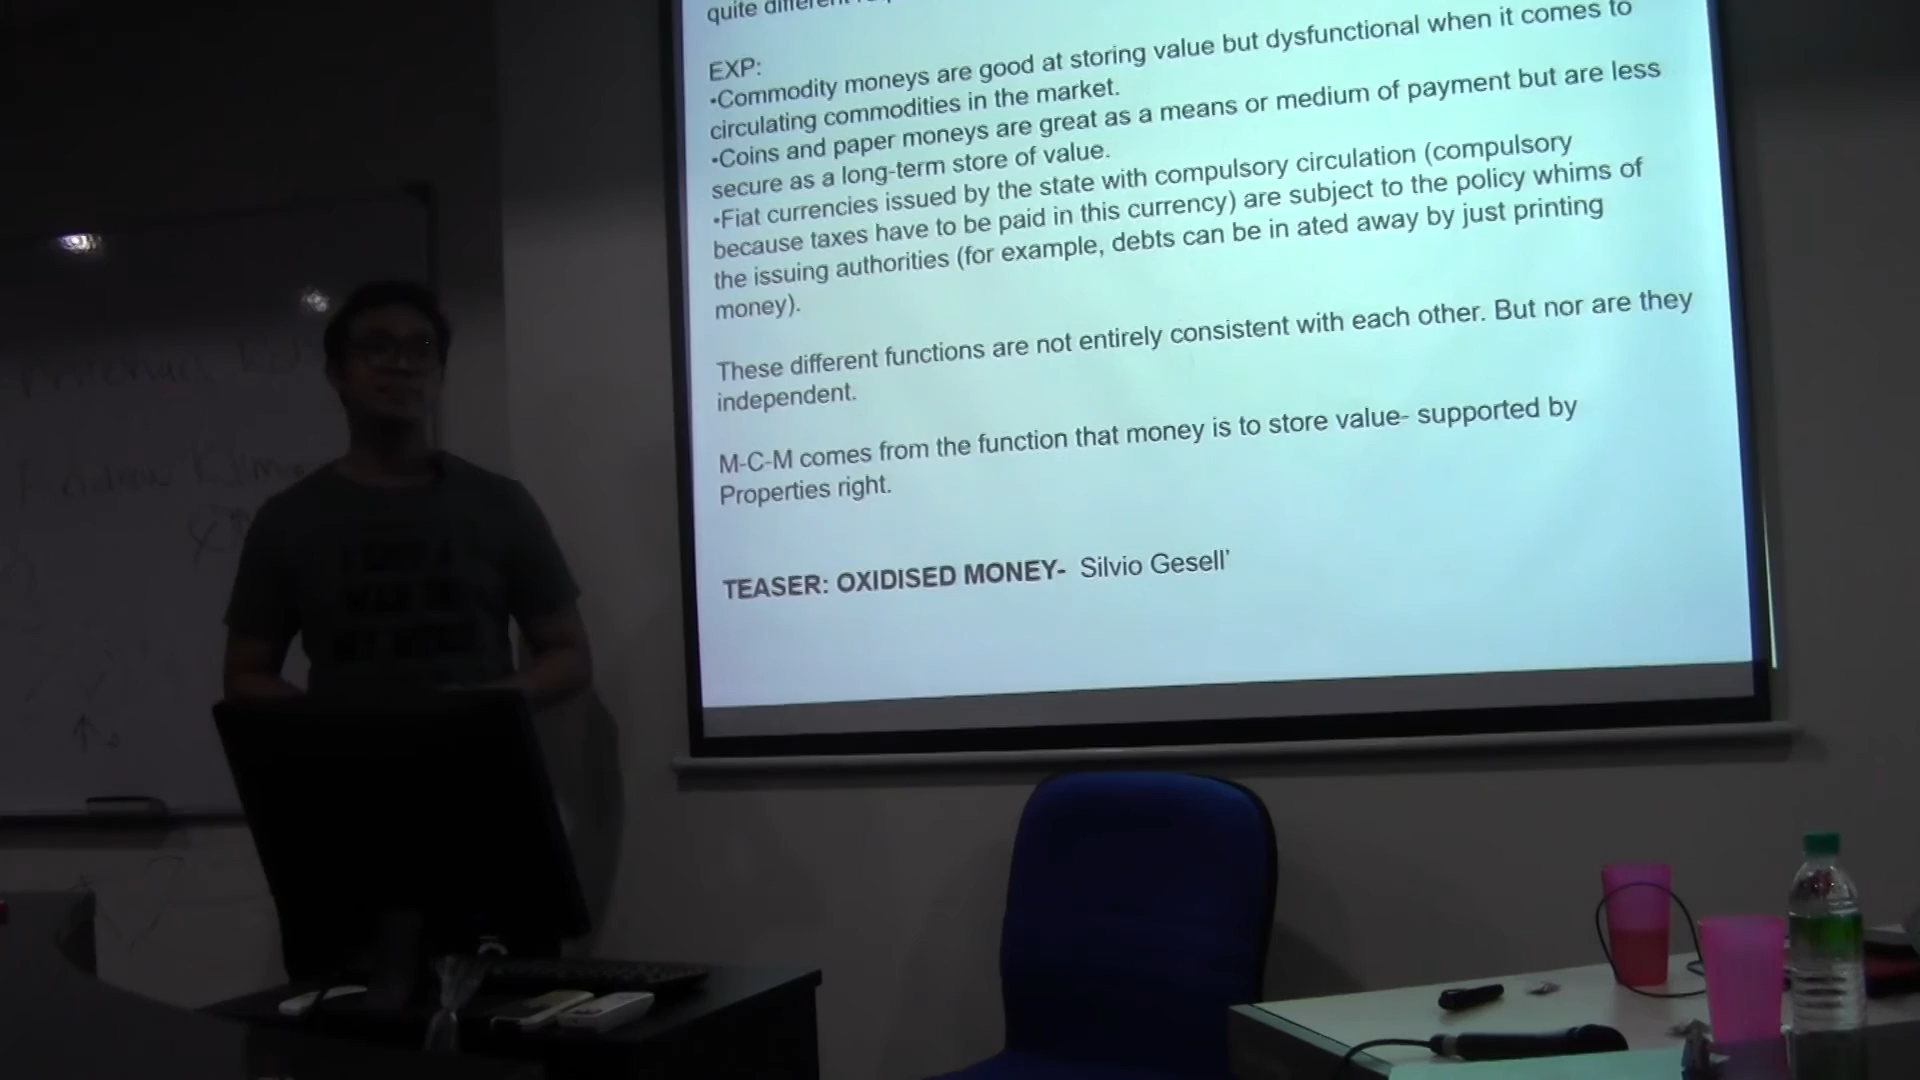 quite different
EXP:
•Commodity moneys are good at storing value but dysfunctional when it comes to
circulating commodities in the market.
•Coins and paper moneys are great as a means or medium of payment but are less
secure as a long-term store of value.
•Fiat currencies issued by the state with compulsory circulation (compulsory
because taxes have to be paid in this currency) are subject to the policy whims of
the issuing authorities (for example, debts can be in ated away by just printing
money).
These different functions are not entirely consistent with each other. But nor are they
independent.
M-C-M comes from the function that money is to store value- supported by
Properties right.
TEASER: OXIDISED MONEY- Silvio Gesell’